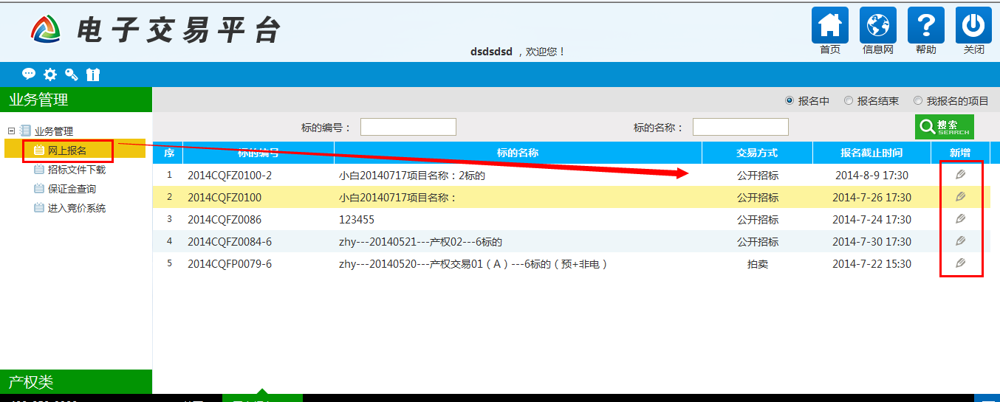 电子交易平台
dsdsdsd ，欢迎您！
首页 信息网 帮助 关闭
业务管理
报名中 报名结束 我报名的项目
业务管理
网上报名
招标文件下载
保证金查询
进入竞价系统
标的编号： 标的名称： 搜索 SEARCH
序 标的编号 标的名称 交易方式 报名截止时间 新增
1 2014CQFZ0100-2 小白20140717项目名称：2标的 公开招标 2014-8-9 17:30
2 2014CQFZ0100 小白20140717项目名称： 公开招标 2014-7-26 17:30
3 2014CQFZ0086 123455 公开招标 2014-7-24 17:30
4 2014CQFZ0084-6 zhy---20140521---产权02---6标的 公开招标 2014-7-30 17:30
5 2014CQFP0079-6 zhy---20140520---产权交易01（A）---6标的（预+非电） 拍卖 2014-7-22 15:30
产权类